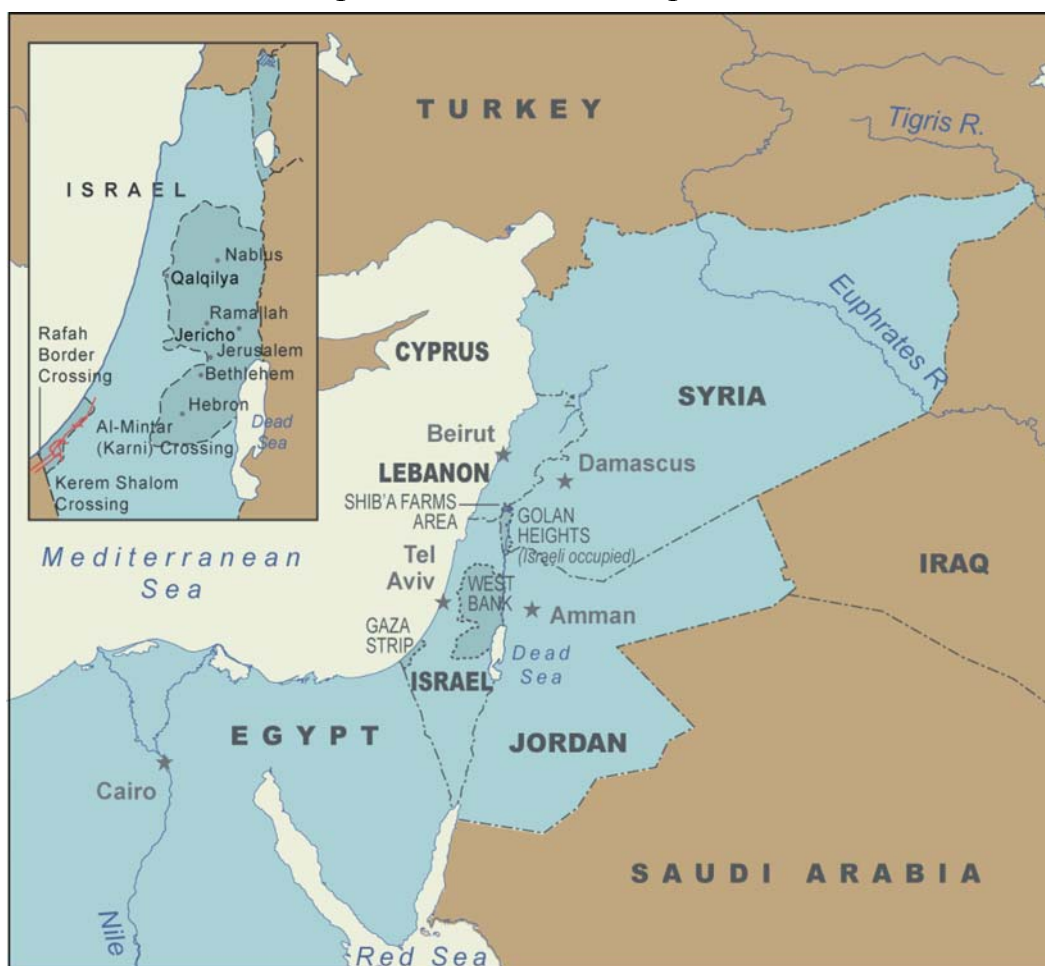 ISRAEL
Nablus
Qalqilya
Ramallah
Jericho
Jerusalem
Bethlehem
Hebron
Dead
Sea
Rafah
Border
Crossing
Al-Mintar
(Karni) Crossing
Kerem Shalom
Crossing
TURKEY
Tigris R.
Euphrates R.
CYPRUS
SYRIA
Beirut
LEBANON
Damascus
SHIB'A FARMS
AREA
GOLAN
HEIGHTS
(Israeli occupied)
Mediterranean
Sea
Tel
Aviv
WEST
BANK
Amman
IRAQ
GAZA
STRIP
Dead
Sea
ISRAEL
EGYPT
JORDAN
Cairo
SAUDI ARABIA
Nile
Red Sea